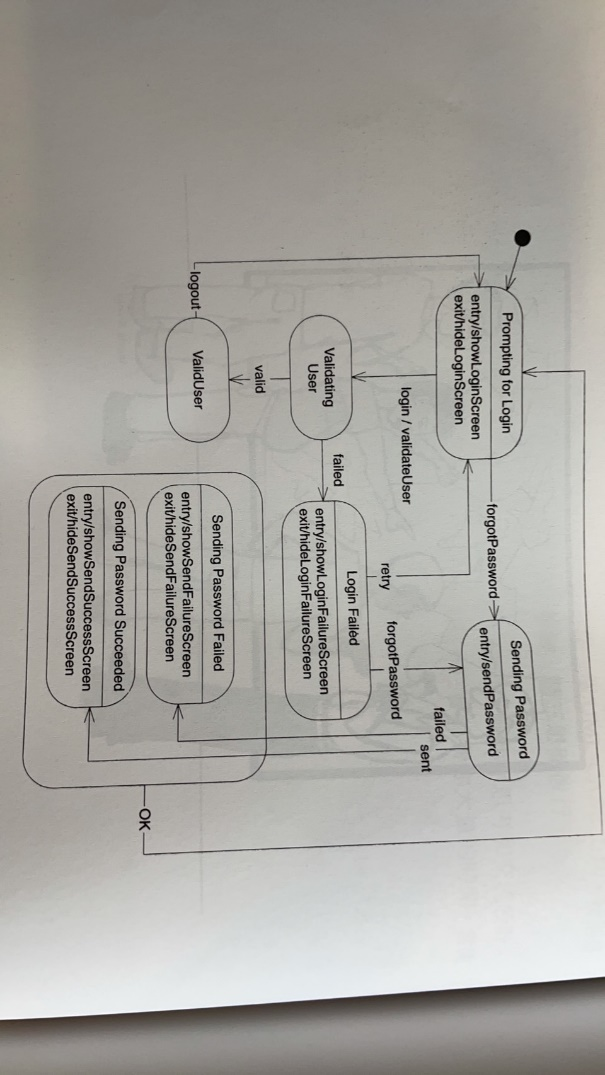 Prompting for Login
entry/showLoginScreen
exit/hideLoginScreen
forgotPassword
Sending Password
entry/sendPassword
login / validateUser
retry
forgotPassword
failed
sent
Validating
User
failed
Login Failed
entry/showLoginFailureScreen
exit/hideLoginFailureScreen
valid
logout
ValidUser
Sending Password Failed
entry/showSendFailureScreen
exit/hideSendFailureScreen
Sending Password Succeeded
entry/showSendSuccessScreen
exit/hideSendSuccessScreen
OK